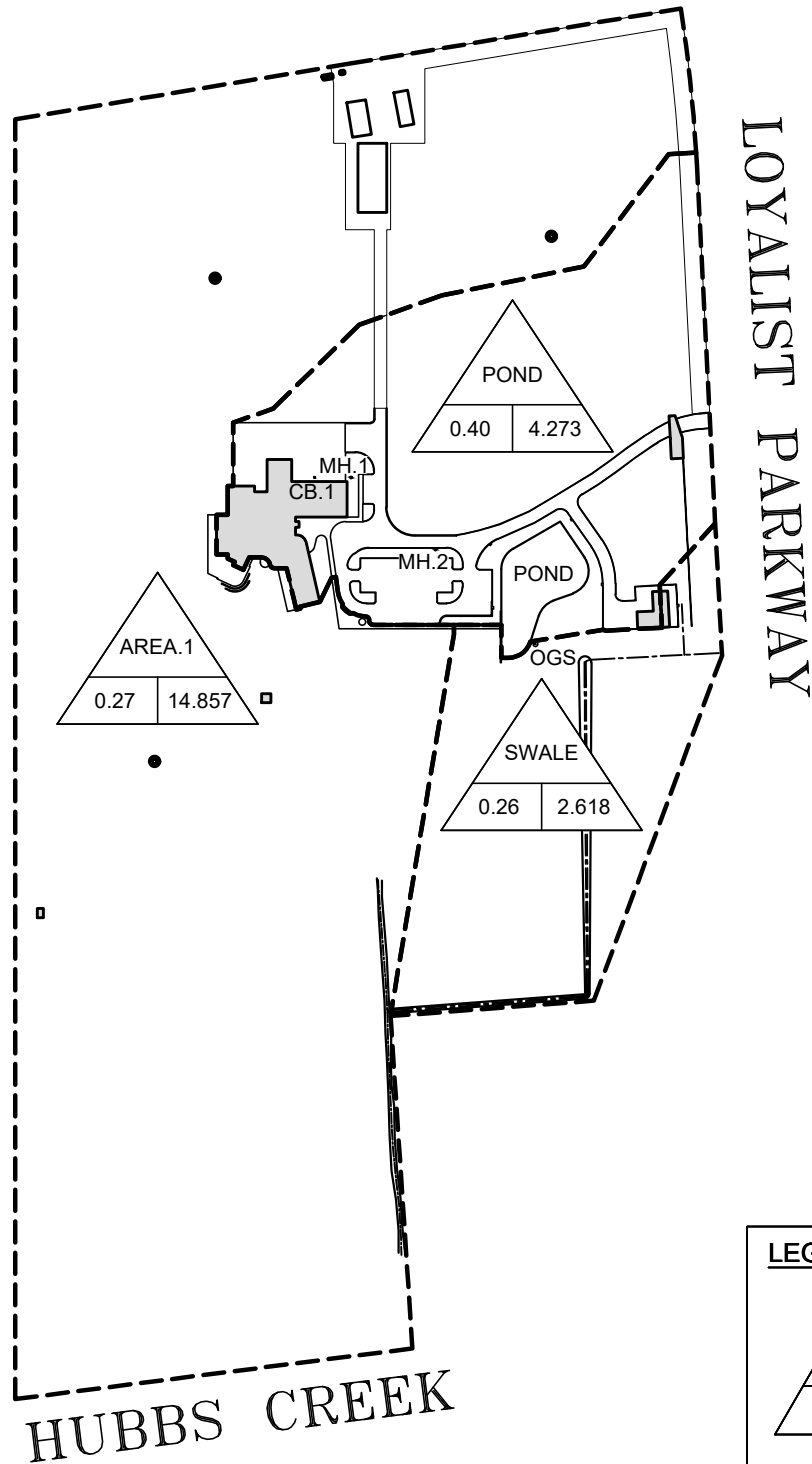 LOYALIST PARKWAY
POND
0.40 4.273
MH.1
CB.1
MH.2
POND
OGS
AREA.1
0.27 14.857
SWALE
0.26 2.618
HUBBS CREEK